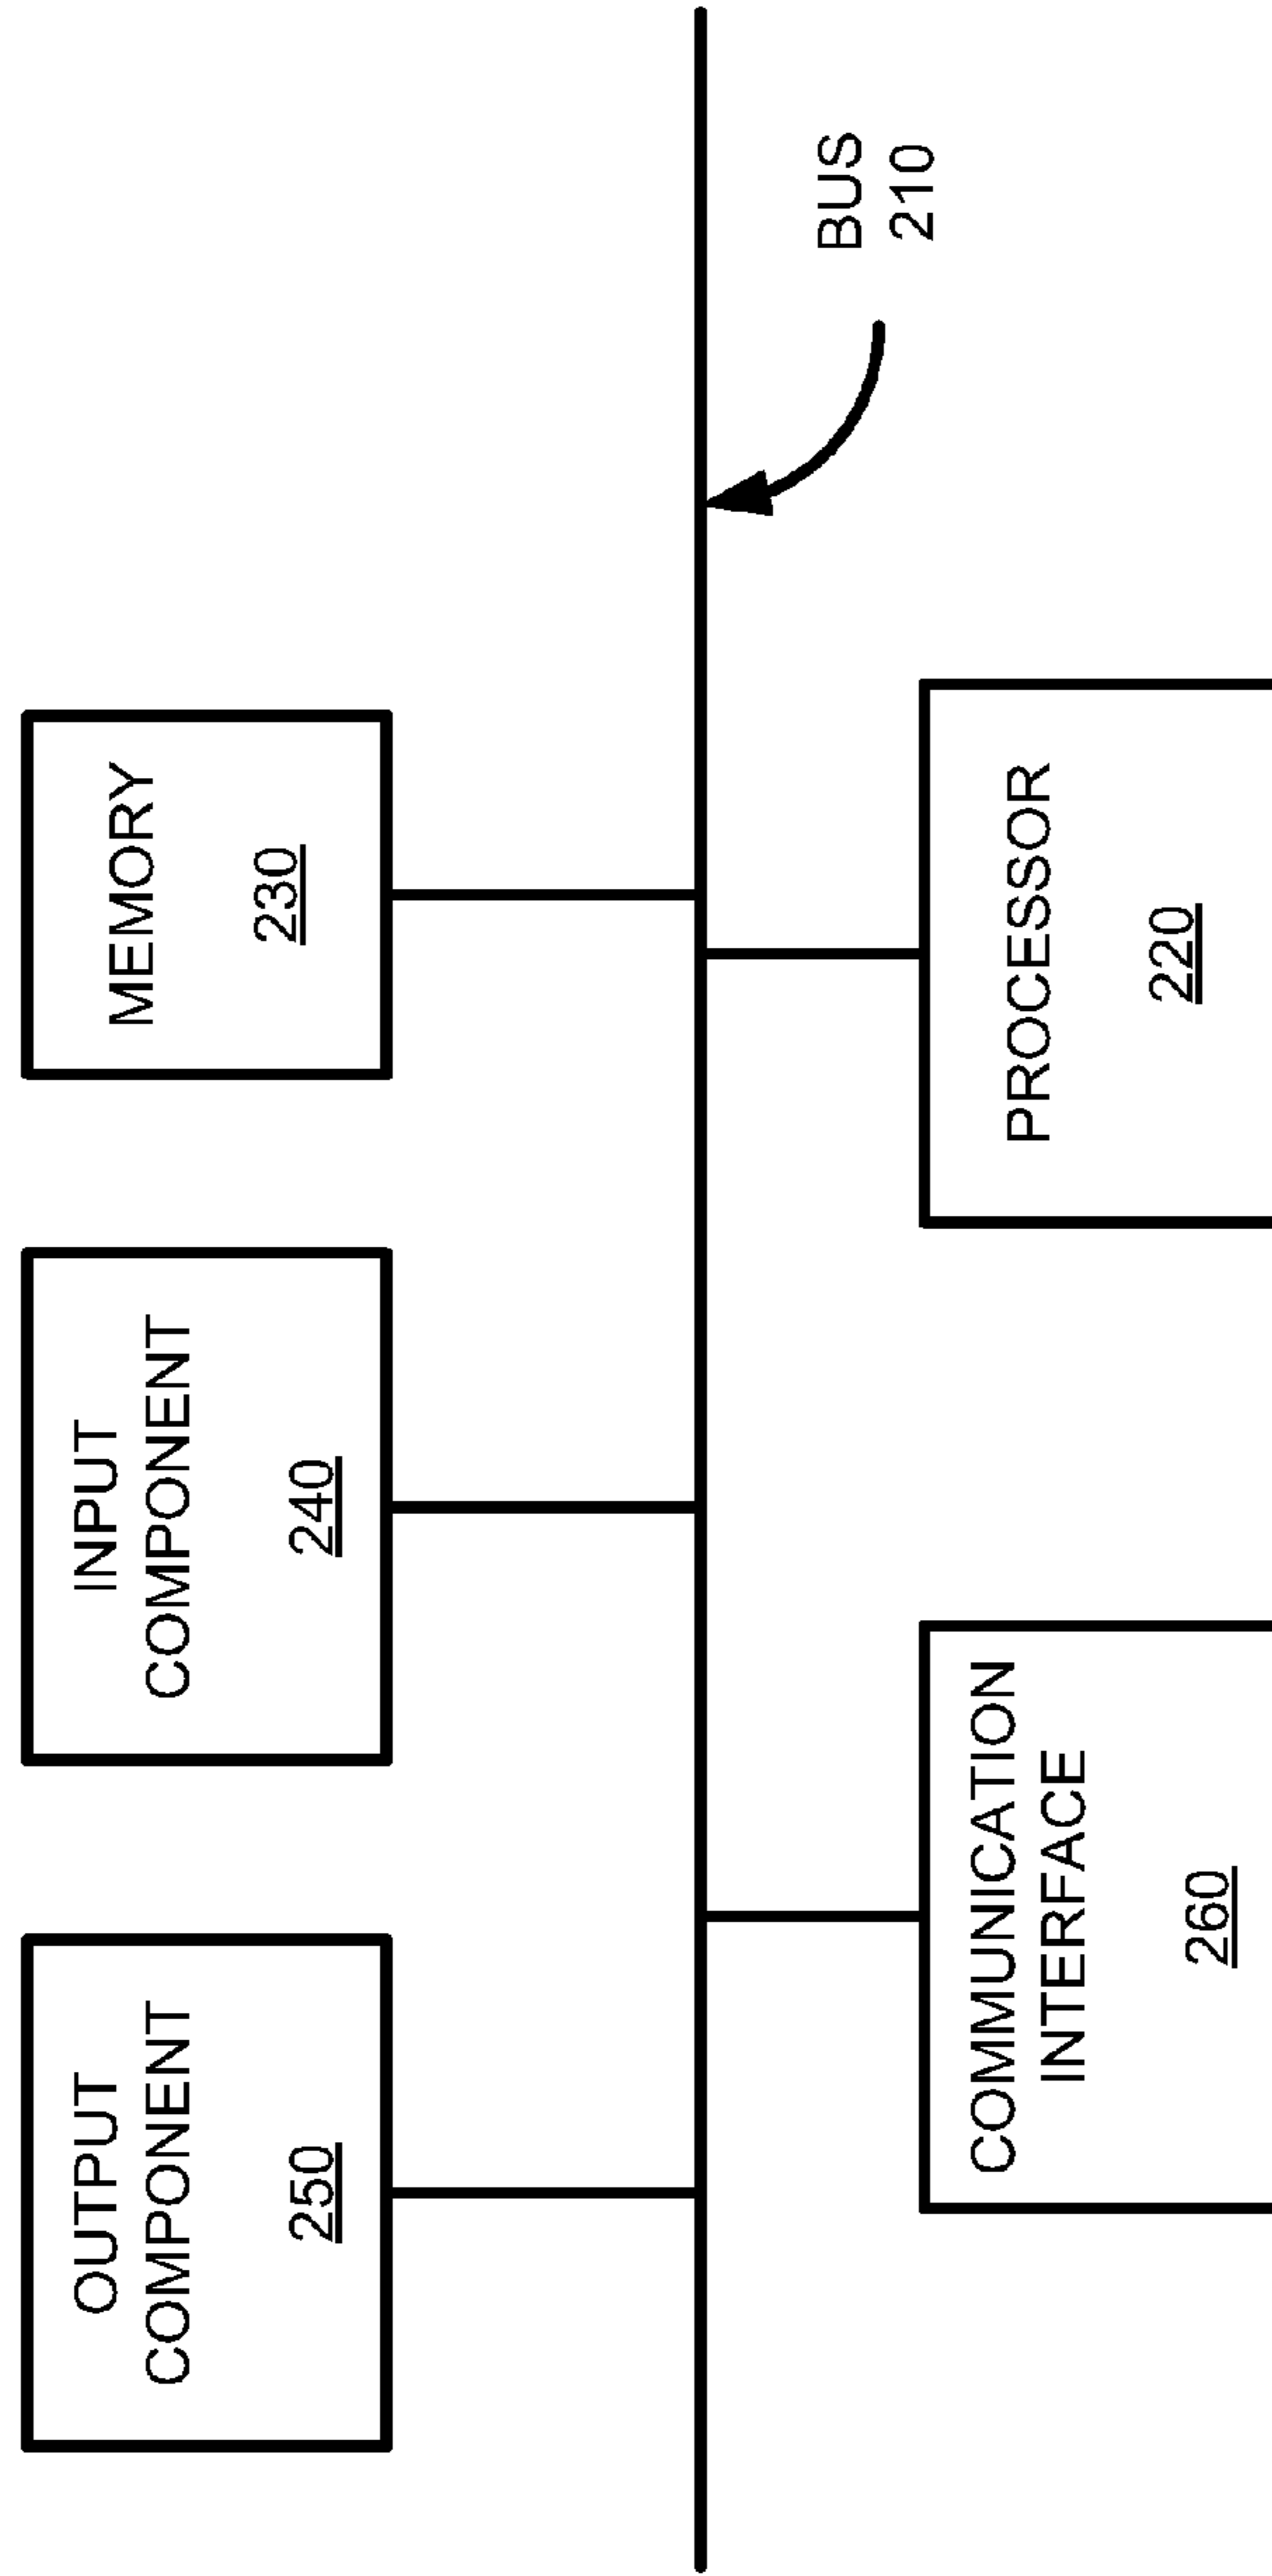 OUTPUT
COMPONENT
250
INPUT
COMPONENT
240
MEMORY
230
BUS
210
COMMUNICATION
INTERFACE
260
PROCESSOR
220